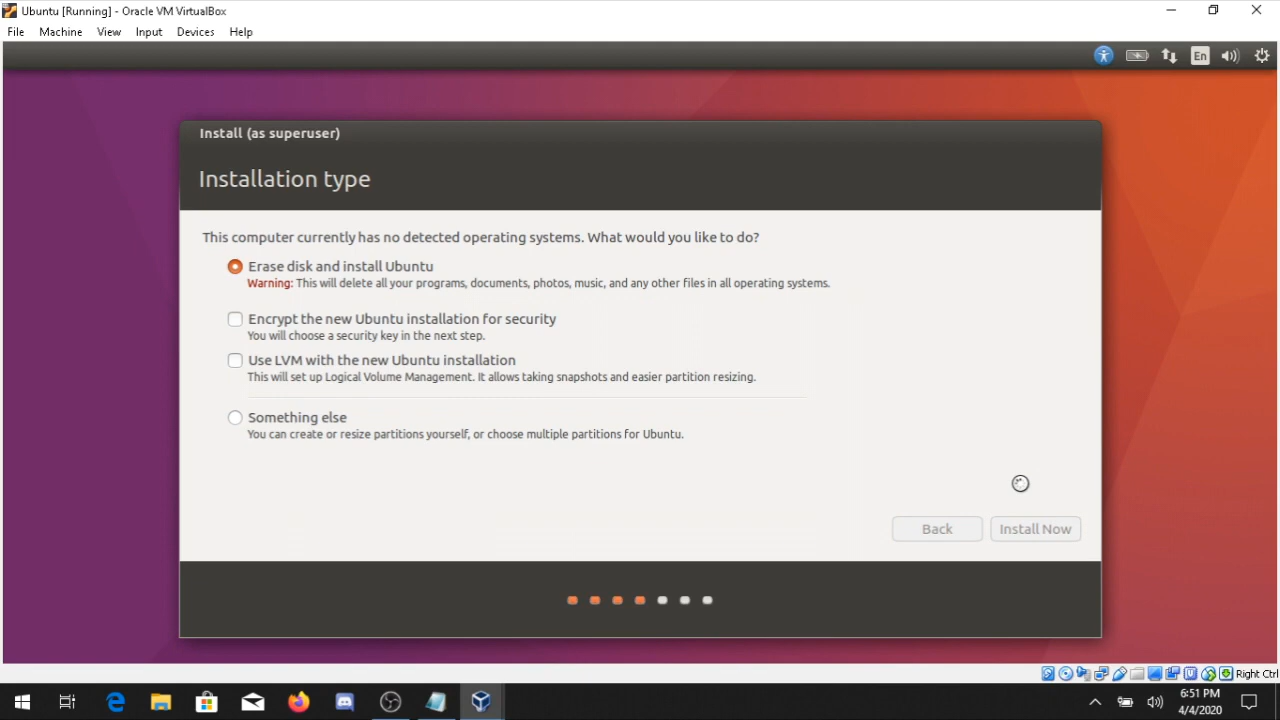 Ubuntu [Running] - Oracle VM VirtualBox
File Machine View Input Devices Help
En
Install (as superuser)
Installation type
This computer currently has no detected operating systems. What would you like to do?
Erase disk and install Ubuntu
Warning: This will delete all your programs, documents, photos, music, and any other files in all operating systems.
Encrypt the new Ubuntu installation for security
You will choose a security key in the next step.
Use LVM with the new Ubuntu installation
This will set up Logical Volume Management. It allows taking snapshots and easier partition resizing.
Something else
You can create or resize partitions yourself, or choose multiple partitions for Ubuntu.
Back Install Now
Right Ctrl
6:51 PM
4/4/2020